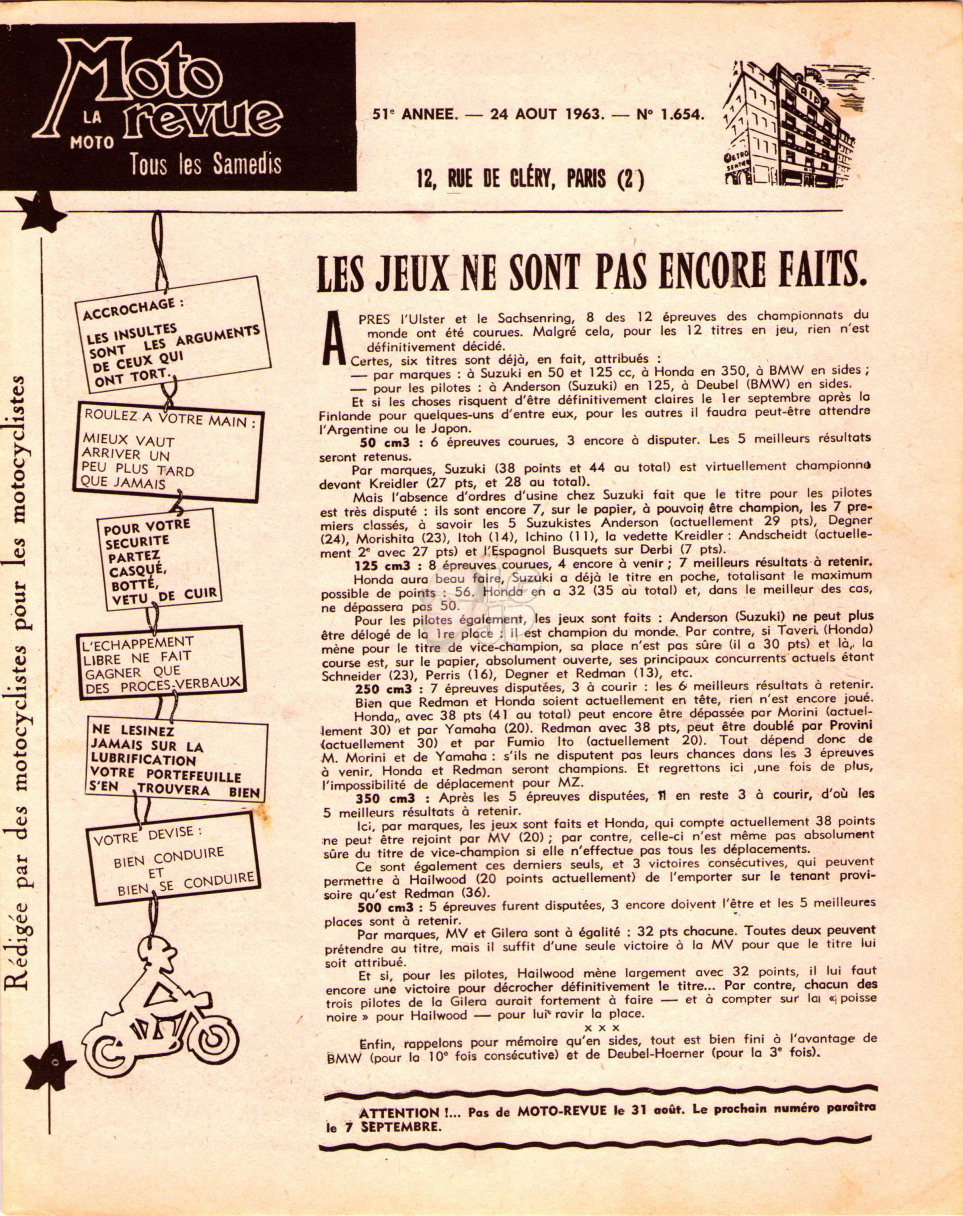 Moto
LA
MOTO
revue
Tous les Samedis
51e ANNEE. — 24 AOUT 1963. — N° 1.654.
12, RUE DE CLÉRY, PARIS (2)
METRO
SENTIER
Rédigée par des motocyclistes pour les motocyclistes
ACCROCHAGE :
LES INSULTES
SONT LES ARGUMENTS
DE CEUX QUI
ONT TORT.
ROULEZ A VOTRE MAIN :
MIEUX VAUT
ARRIVER UN
PEU PLUS TARD
QUE JAMAIS
POUR VOTRE
SECURITE
PARTEZ
CASQUÉ,
BOTTÉ,
VETU DE CUIR
L'ECHAPPEMENT
LIBRE NE FAIT
GAGNER QUE
DES PROCES-VERBAUX
NE LESINEZ
JAMAIS SUR LA
LUBRIFICATION
VOTRE PORTEFEUILLE
S'EN TROUVERA BIEN
VOTRE DEVISE :
BIEN CONDUIRE
ET
BIEN SE CONDUIRE
LES JEUX NE SONT PAS ENCORE FAITS.
APRES l'Ulster et le Sachsenring, 8 des 12 épreuves des championnats du
monde ont été courues. Malgré cela, pour les 12 titres en jeu, rien n'est
définitivement décidé.
Certes, six titres sont déjà, en fait, attribués :
— par marques : à Suzuki en 50 et 125 cc, à Honda en 350, à BMW en sides ;
— pour les pilotes : à Anderson (Suzuki) en 125, à Deubel (BMW) en sides.
Et si les choses risquent d'être définitivement claires le 1er septembre après la
Finlande pour quelques-uns d'entre eux, pour les autres il faudra peut-être attendre
l'Argentine ou le Japon.
50 cm3 : 6 épreuves courues, 3 encore à disputer. Les 5 meilleurs résultats
seront retenus.
Par marques, Suzuki (38 points et 44 au total) est virtuellement championne
devant Kreidler (27 pts, et 28 au total).
Mais l'absence d'ordres d'usine chez Suzuki fait que le titre pour les pilotes
est très disputé : ils sont encore 7, sur le papier, à pouvoir être champion, les 7 pre-
miers classés, à savoir les 5 Suzukistes Anderson (actuellement 29 pts), Degner
(24), Morishita (23), Itoh (14), Ichino (11), la vedette Kreidler : Andscheidt (actuelle-
ment 2e avec 27 pts) et l'Espagnol Busquets sur Derbi (7 pts).
125 cm3 : 8 épreuves courues, 4 encore à venir ; 7 meilleurs résultats à retenir.
Honda aura beau faire, Suzuki a déjà le titre en poche, totalisant le maximum
possible de points : 56. Honda en a 32 (35 au total) et, dans le meilleur des cas,
ne dépassera pas 50.
Pour les pilotes également, les jeux sont faits : Anderson (Suzuki) ne peut plus
être délogé de la 1re place : il est champion du monde. Par contre, si Taveri (Honda)
mène pour le titre de vice-champion, sa place n'est pas sûre (il a 30 pts) et là, la
course est, sur le papier, absolument ouverte, ses principaux concurrents actuels étant
Schneider (23), Perris (16), Degner et Redman (13), etc.
250 cm3 : 7 épreuves disputées, 3 à courir : les 6 meilleurs résultats à retenir.
Bien que Redman et Honda soient actuellement en tête, rien n'est encore joué.
Honda, avec 38 pts (41 au total) peut encore être dépassée par Morini (actuel-
lement 30) et par Yamaha (20). Redman avec 38 pts, peut être doublé par Provini
(actuellement 30) et par Fumio Ito (actuellement 20). Tout dépend donc de
M. Morini et de Yamaha : s'ils ne disputent pas leurs chances dans les 3 épreuves
à venir, Honda et Redman seront champions. Et regrettons ici ,une fois de plus,
l'impossibilité de déplacement pour MZ.
350 cm3 : Après les 5 épreuves disputées, il en reste 3 à courir, d'où les
5 meilleurs résultats à retenir.
Ici, par marques, les jeux sont faits et Honda, qui compte actuellement 38 points
ne peut être rejoint par MV (20) ; par contre, celle-ci n'est même pas absolument
sûre du titre de vice-champion si elle n'effectue pas tous les déplacements.
Ce sont également ces derniers seuls, et 3 victoires consécutives, qui peuvent
permettre à Hailwood (20 points actuellement) de l'emporter sur le tenant provi-
soire qu'est Redman (36).
500 cm3 : 5 épreuves furent disputées, 3 encore doivent l'être et les 5 meilleures
places sont à retenir.
Par marques, MV et Gilera sont à égalité : 32 pts chacune. Toutes deux peuvent
prétendre au titre, mais il suffit d'une seule victoire à la MV pour que le titre lui
soit attribué.
Et si, pour les pilotes, Hailwood mène largement avec 32 points, il lui faut
encore une victoire pour décrocher définitivement le titre... Par contre, chacun des
trois pilotes de la Gilera aurait fortement à faire — et à compter sur la « poisse
noire » pour Hailwood — pour lui ravir la place.
x x x
Enfin, rappelons pour mémoire qu'en sides, tout est bien fini à l'avantage de
BMW (pour la 10e fois consécutive) et de Deubel-Hoerner (pour la 3e fois).
ATTENTION !... Pas de MOTO-REVUE le 31 août. Le prochain numéro paraîtra
le 7 SEPTEMBRE.